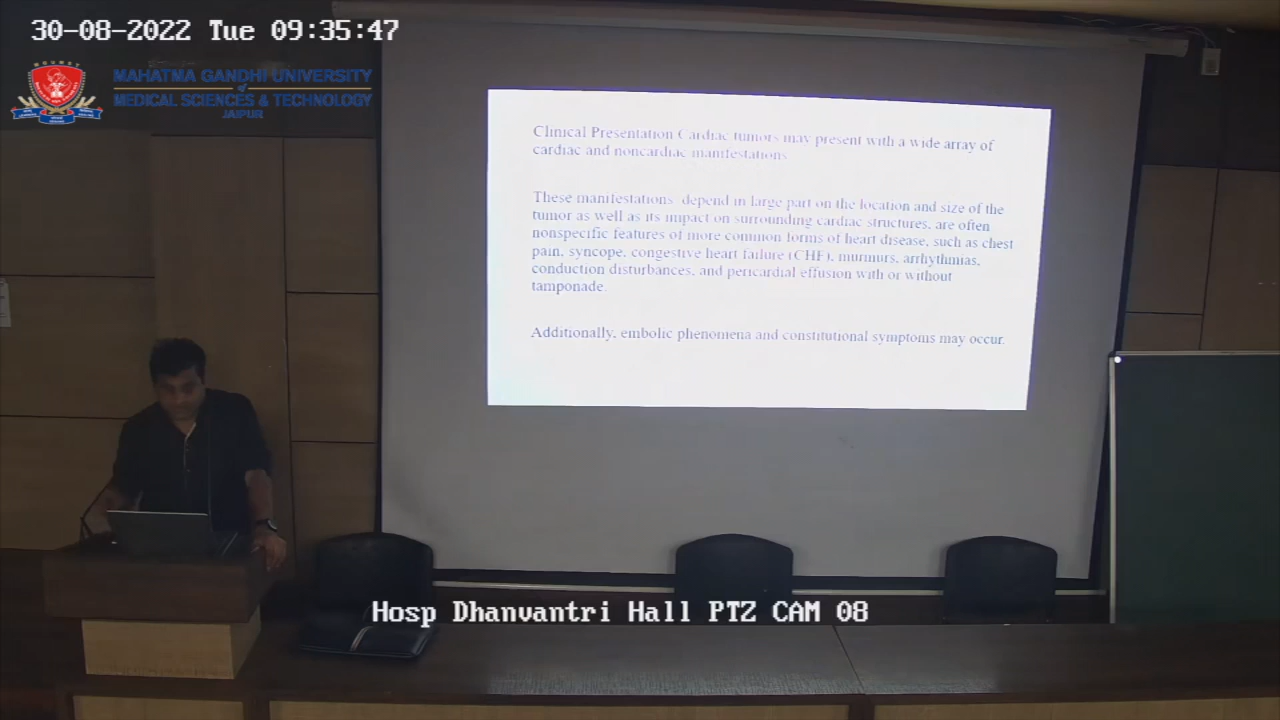 30-08-2022 Tue 09:35:47
MAHATMA GANDHI UNIVERSITY
of
MEDICAL SCIENCES & TECHNOLOGY
JAIPUR
Clinical Presentation Cardiac tumors may present with a wide array of
cardiac and noncardiac manifestations
These manifestations depend in large part on the location and size of the
tumor as well as its impact on surrounding cardiac structures, are often
nonspecific features of more common forms of heart disease, such as chest
pain, syncope, congestive heart failure (CHF), murmurs, arrhythmias,
conduction disturbances, and pericardial effusion with or without
tamponade.
Additionally, embolic phenomena and constitutional symptoms may occur.
Hosp Dhanvantri Hall PTZ CAM 08